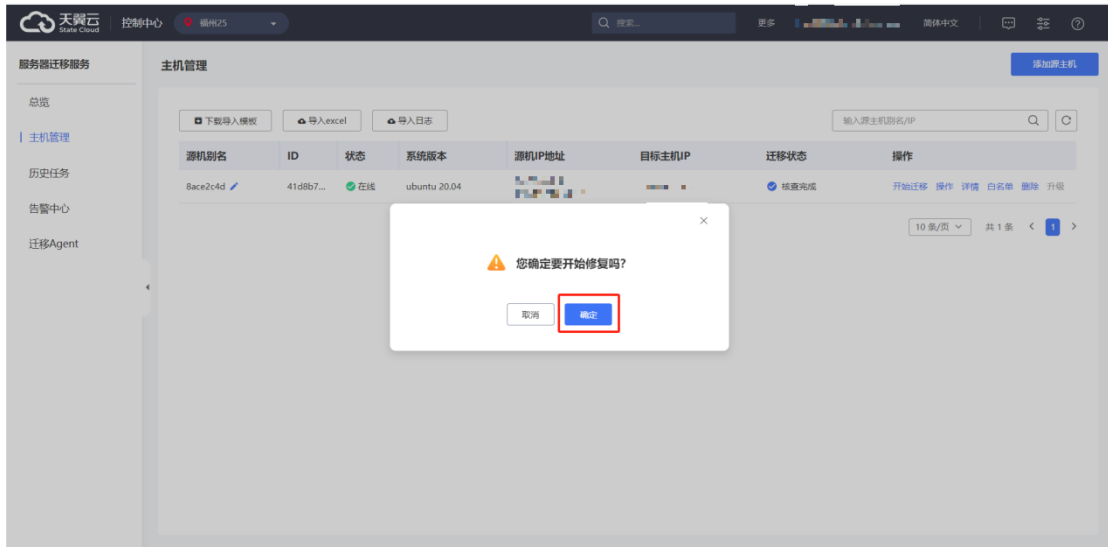 天翼云
State Cloud
控制中心
福州25
搜索...
更多
简体中文
服务器迁移服务
主机管理
添加源主机
总览
主机管理
历史任务
告警中心
迁移Agent
下载导入模板
导入excel
导入日志
输入源主机别名/IP
源机别名 ID 状态 系统版本 源机IP地址 目标主机IP 迁移状态 操作
8ace2c4d 41d8b7... 在线 ubuntu 20.04 核查完成 开始迁移 操作 详情 白名单 删除 升级
10 条/页 共 1 条 1
您确定要开始修复吗?
取消 确定